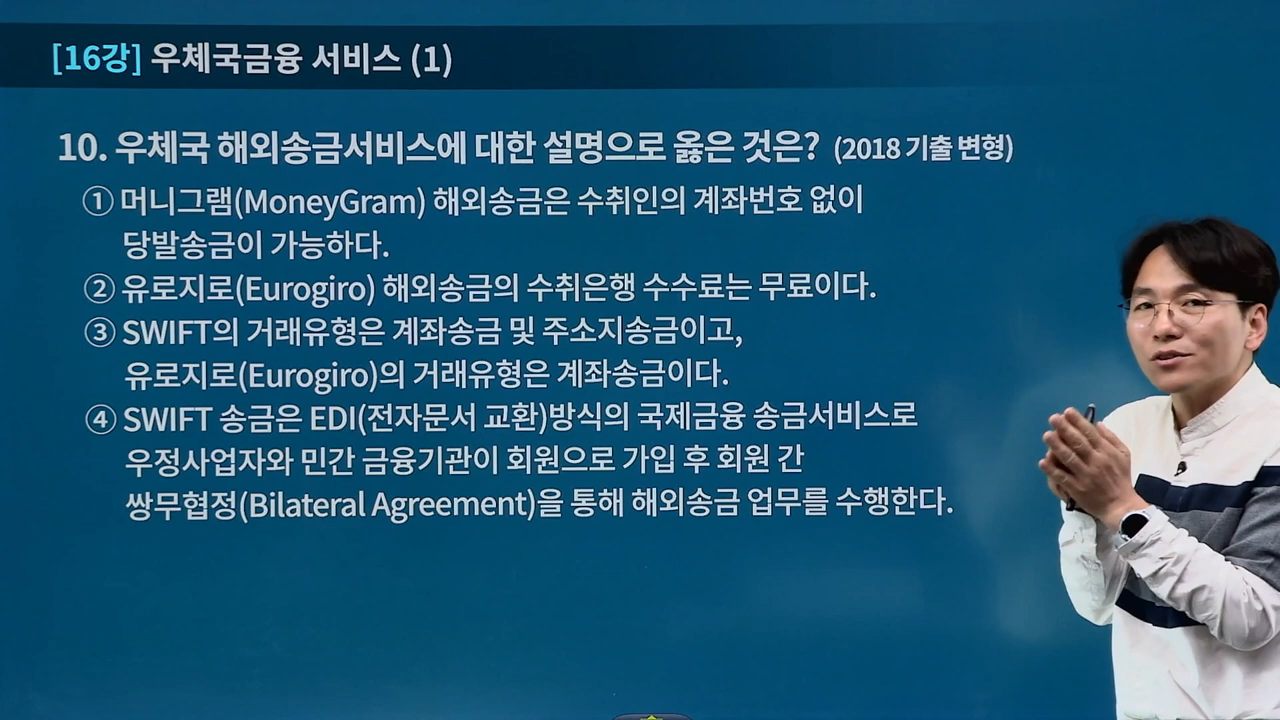 [16강] 우체국금융 서비스 (1)
10. 우체국 해외송금서비스에 대한 설명으로 옳은 것은? (2018 기출 변형)
① 머니그램(MoneyGram) 해외송금은 수취인의 계좌번호 없이
당발송금이 가능하다.
② 유로지로(Eurogiro) 해외송금의 수취은행 수수료는 무료이다.
③ SWIFT의 거래유형은 계좌송금 및 주소지송금이고,
유로지로(Eurogiro)의 거래유형은 계좌송금이다.
④ SWIFT 송금은 EDI(전자문서 교환)방식의 국제금융 송금서비스로
우정사업자와 민간 금융기관이 회원으로 가입 후 회원 간
쌍무협정(Bilateral Agreement)을 통해 해외송금 업무를 수행한다.